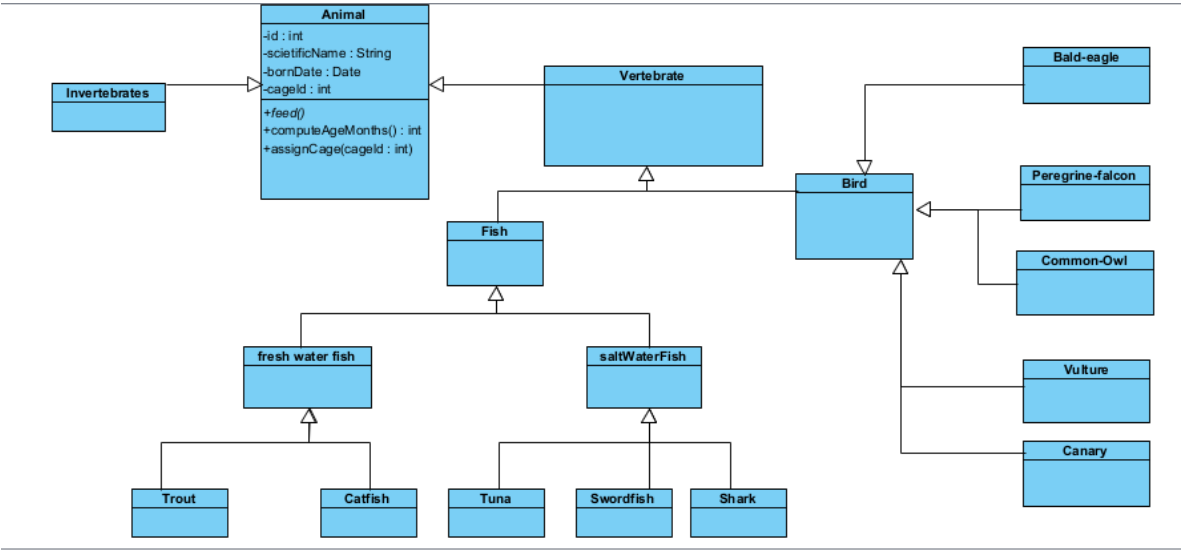 Animal
-id : int
-scietificName : String
-bornDate : Date
-cageId : int
+feed()
+computeAgeMonths() : int
+assignCage(cageId : int)
Invertebrates
Vertebrate
Bald-eagle
Bird
Peregrine-falcon
Fish
Common-Owl
fresh water fish
saltWaterFish
Vulture
Canary
Trout
Catfish
Tuna
Swordfish
Shark